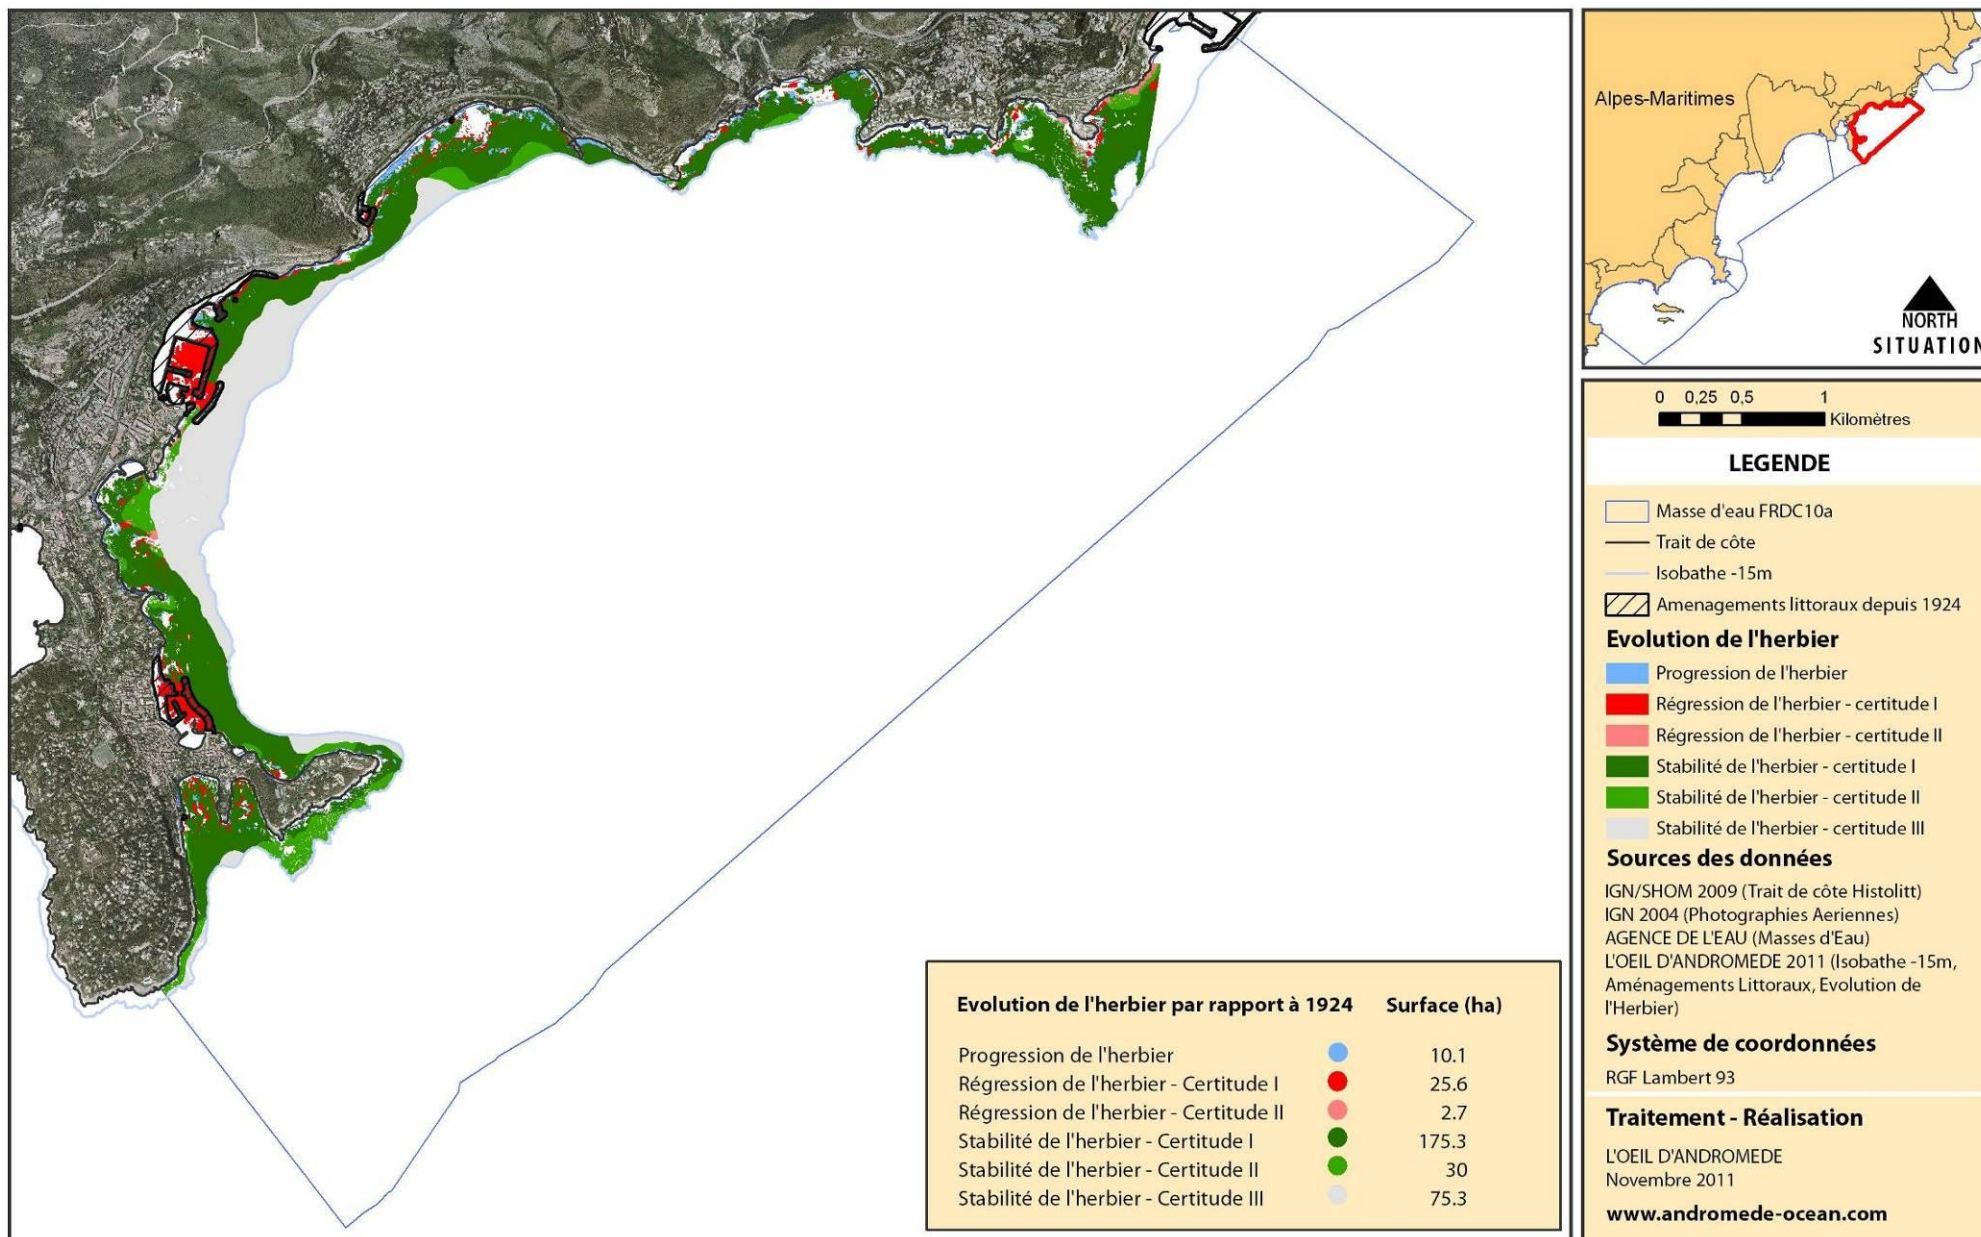 Alpes-Maritimes
NORTH
SITUATION
0 0,25 0,5 1
Kilomètres
LEGENDE
Masse d'eau FRDC10a
Trait de côte
Isobathe -15m
Amenagements littoraux depuis 1924
Evolution de l'herbier
Progression de l'herbier
Régression de l'herbier - certitude I
Régression de l'herbier - certitude II
Stabilité de l'herbier - certitude I
Stabilité de l'herbier - certitude II
Stabilité de l'herbier - certitude III
Sources des données
IGN/SHOM 2009 (Trait de côte Histolitt)
IGN 2004 (Photographies Aeriennes)
AGENCE DE L'EAU (Masses d'Eau)
L'OEIL D'ANDROMEDE 2011 (Isobathe -15m,
Aménagements Littoraux, Evolution de
l'Herbier)
Système de coordonnées
RGF Lambert 93
Traitement - Réalisation
L'OEIL D'ANDROMEDE
Novembre 2011
www.andromede-ocean.com
Evolution de l'herbier par rapport à 1924 Surface (ha)
Progression de l'herbier 10.1
Régression de l'herbier - Certitude I 25.6
Régression de l'herbier - Certitude II 2.7
Stabilité de l'herbier - Certitude I 175.3
Stabilité de l'herbier - Certitude II 30
Stabilité de l'herbier - Certitude III 75.3